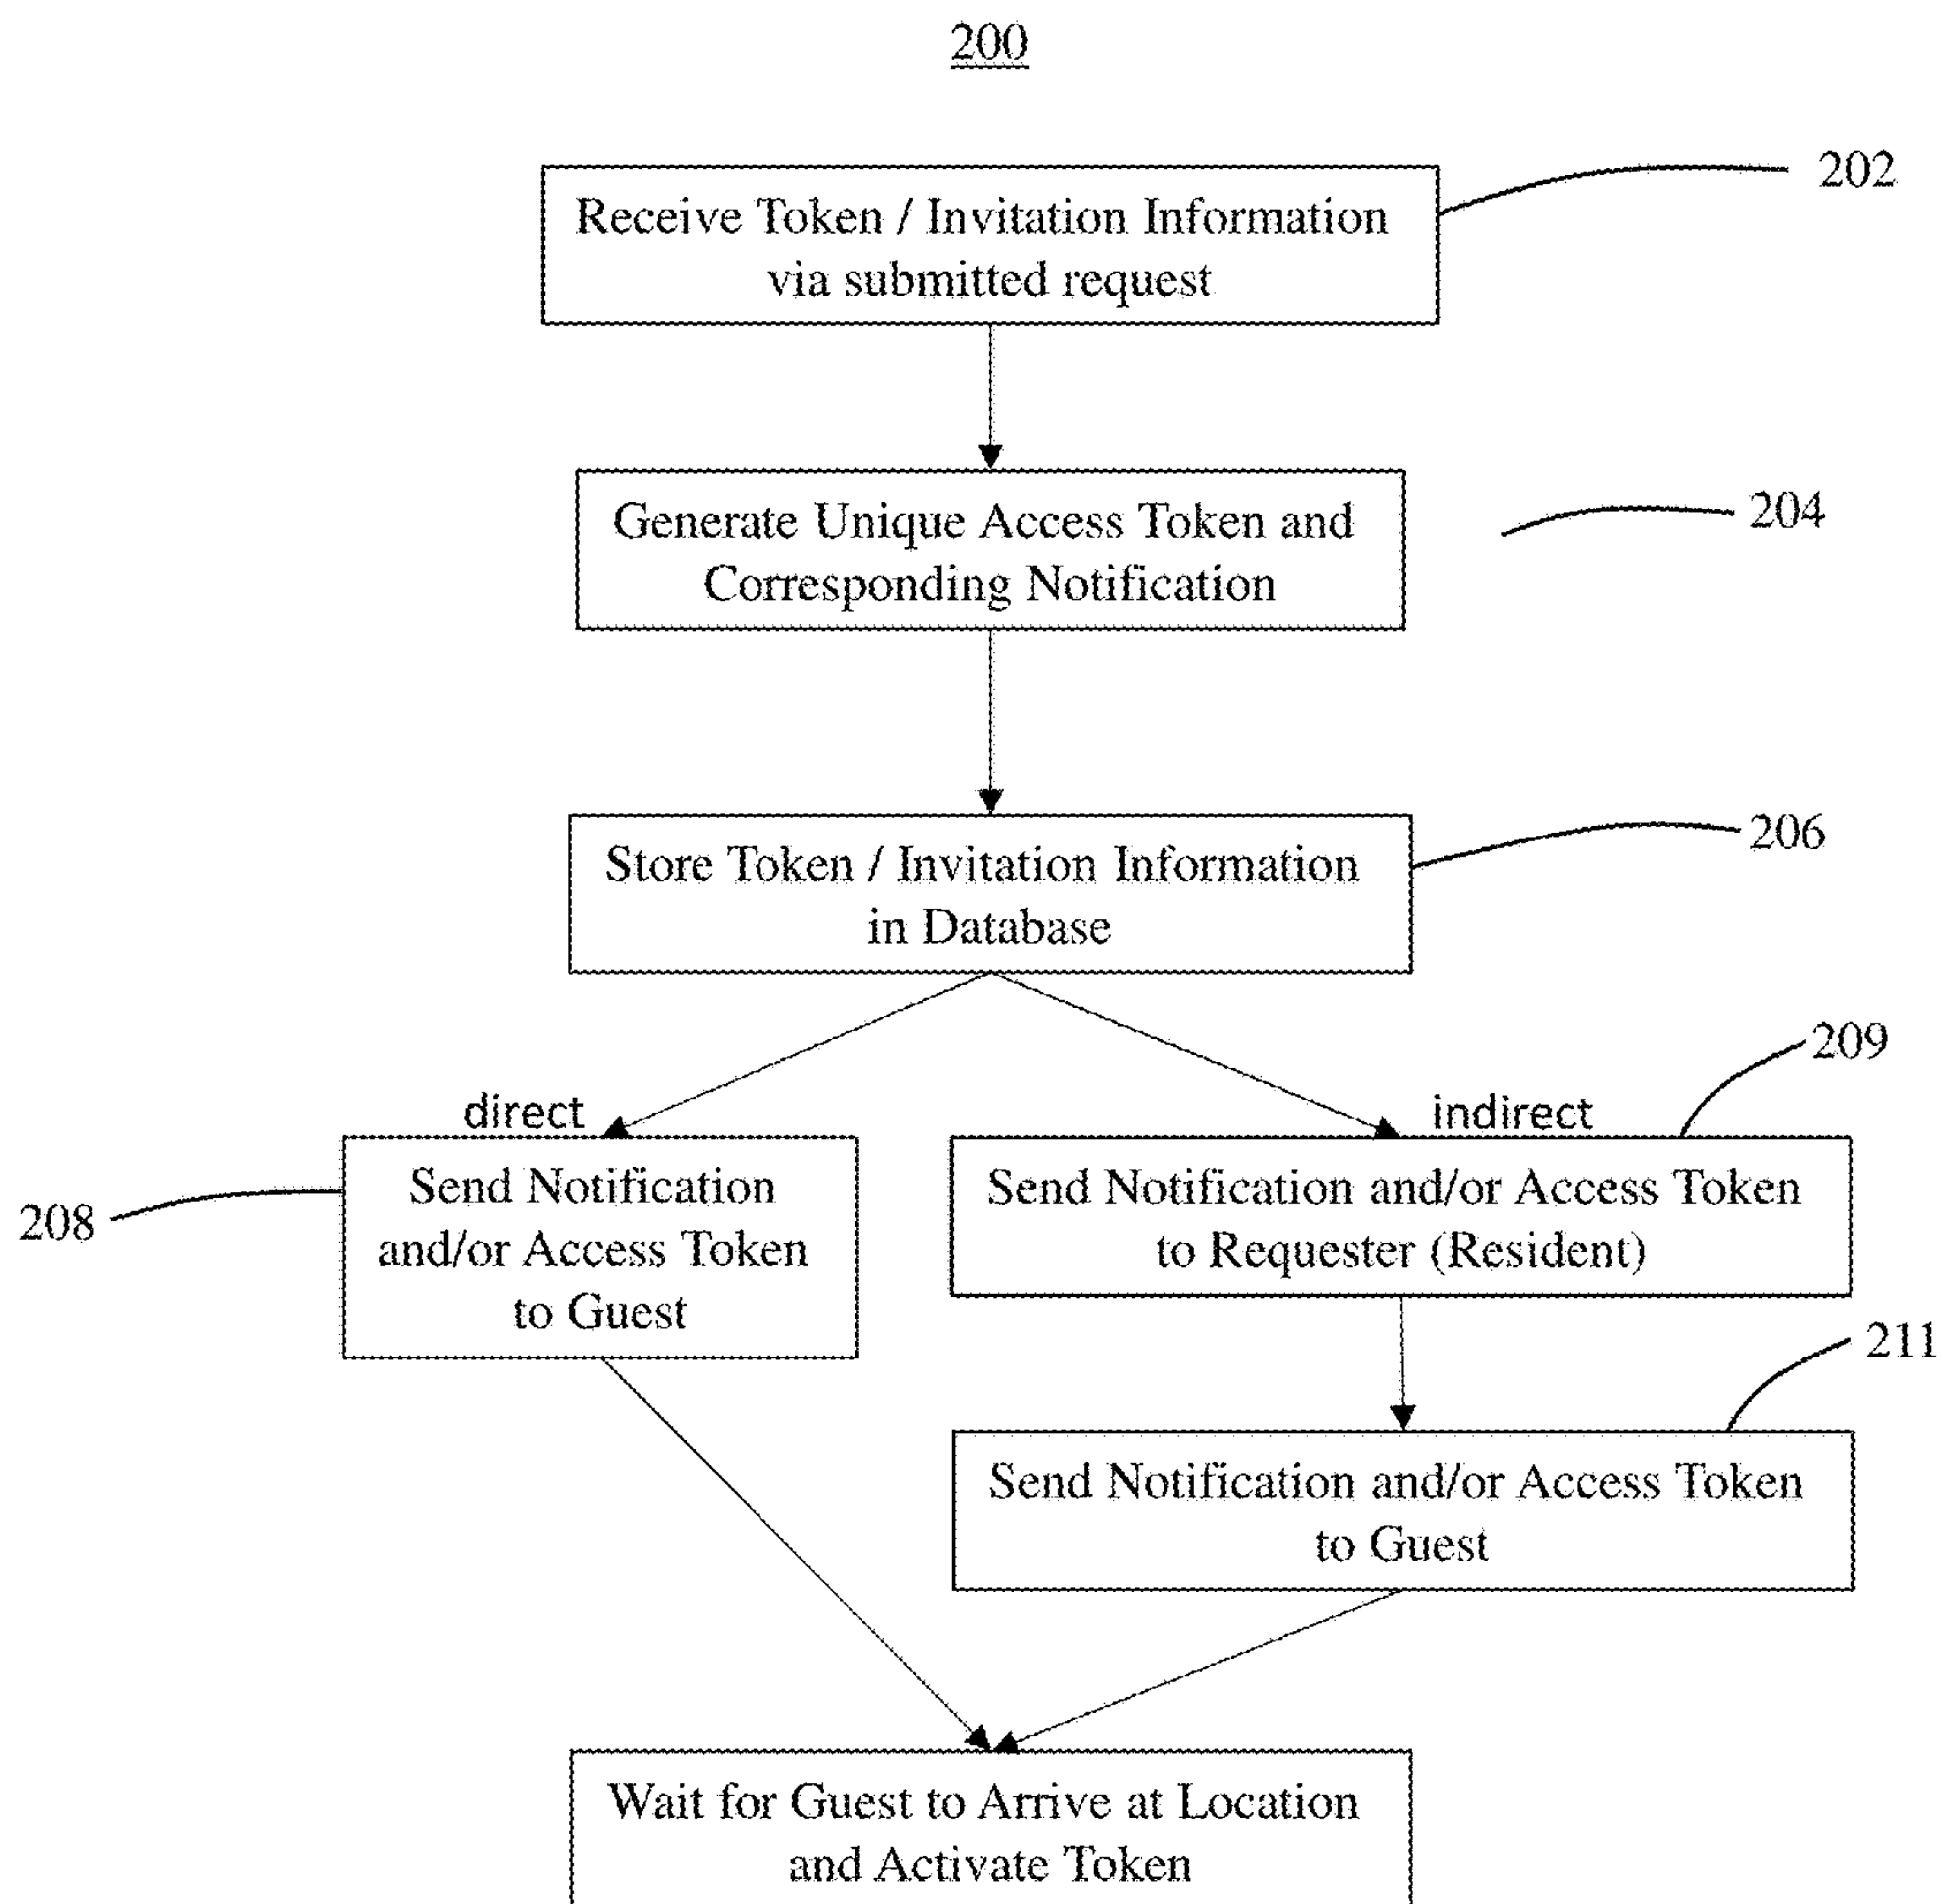 200
Receive Token / Invitation Information
via submitted request
202
Generate Unique Access Token and
Corresponding Notification
204
Store Token / Invitation Information
in Database
206
direct
indirect
209
208
Send Notification
and/or Access Token
to Guest
Send Notification and/or Access Token
to Requester (Resident)
211
Send Notification and/or Access Token
to Guest
Wait for Guest to Arrive at Location
and Activate Token